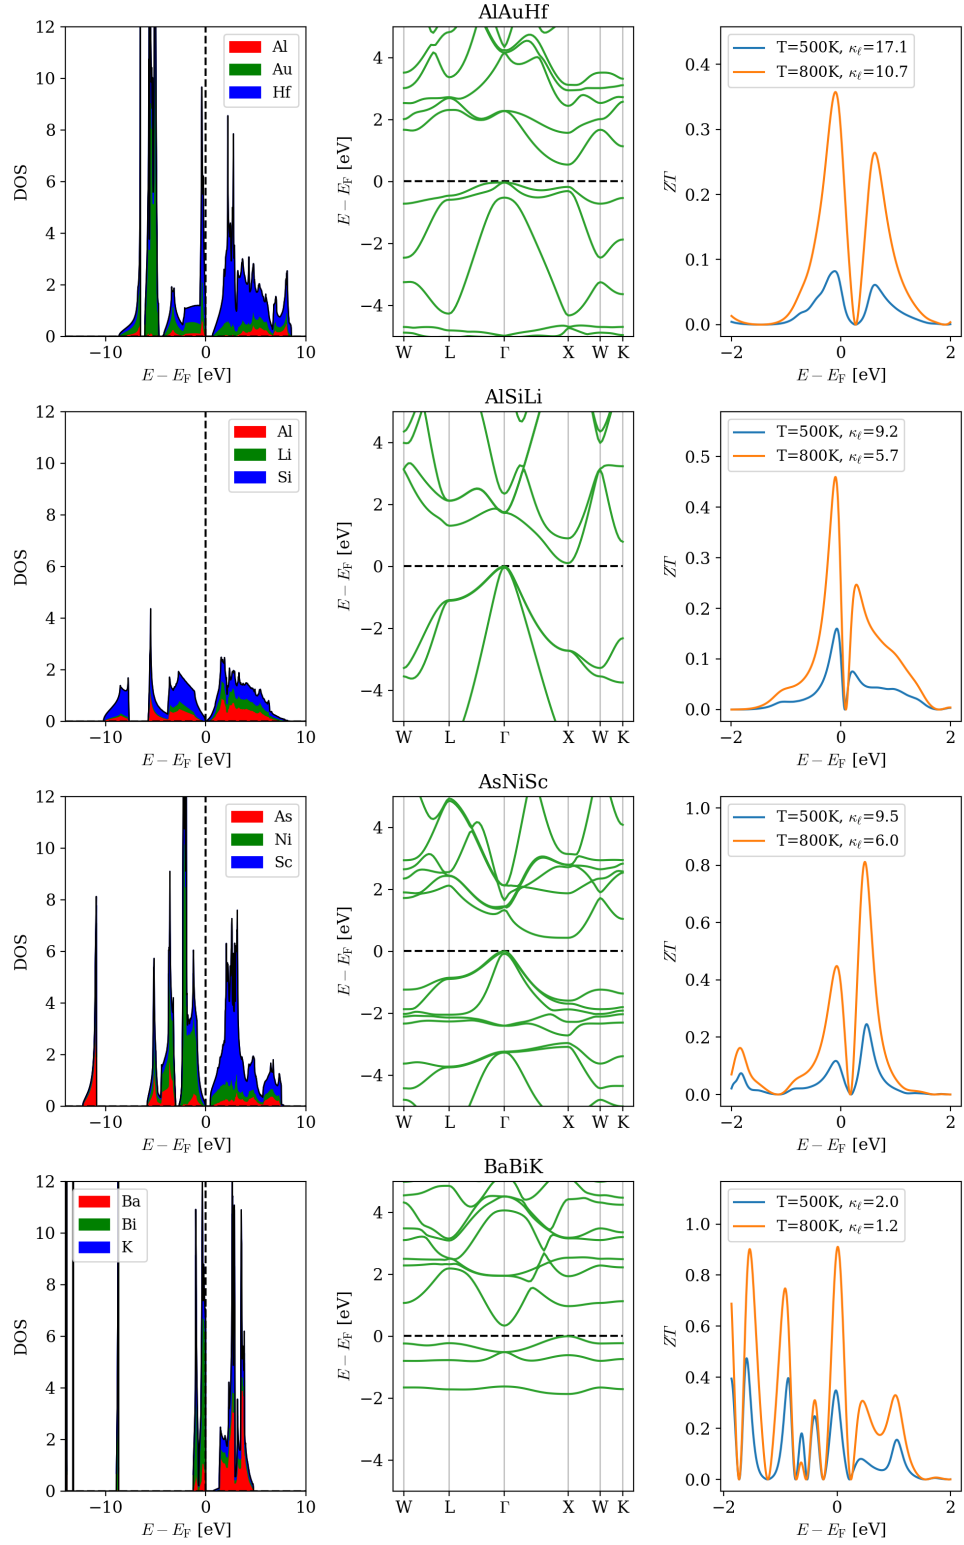 AlAuHf
12
10
8
6
4
2
0
DOS
Al
Au
Hf
−10 0 10
E − E_F [eV]
4
2
0
−2
−4
E − E_F [eV]
W L Γ X W K
0.4
0.3
0.2
0.1
0.0
ZT
T=500K, κ_ℓ=17.1
T=800K, κ_ℓ=10.7
−2 0 2
E − E_F [eV]
AlSiLi
12
10
8
6
4
2
0
DOS
Al
Li
Si
−10 0 10
E − E_F [eV]
4
2
0
−2
−4
E − E_F [eV]
W L Γ X W K
0.5
0.4
0.3
0.2
0.1
0.0
ZT
T=500K, κ_ℓ=9.2
T=800K, κ_ℓ=5.7
−2 0 2
E − E_F [eV]
AsNiSc
12
10
8
6
4
2
0
DOS
As
Ni
Sc
−10 0 10
E − E_F [eV]
4
2
0
−2
−4
E − E_F [eV]
W L Γ X W K
1.0
0.8
0.6
0.4
0.2
0.0
ZT
T=500K, κ_ℓ=9.5
T=800K, κ_ℓ=6.0
−2 0 2
E − E_F [eV]
BaBiK
12
10
8
6
4
2
0
DOS
Ba
Bi
K
−10 0 10
E − E_F [eV]
4
2
0
−2
−4
E − E_F [eV]
W L Γ X W K
1.0
0.8
0.6
0.4
0.2
0.0
ZT
T=500K, κ_ℓ=2.0
T=800K, κ_ℓ=1.2
−2 0 2
E − E_F [eV]